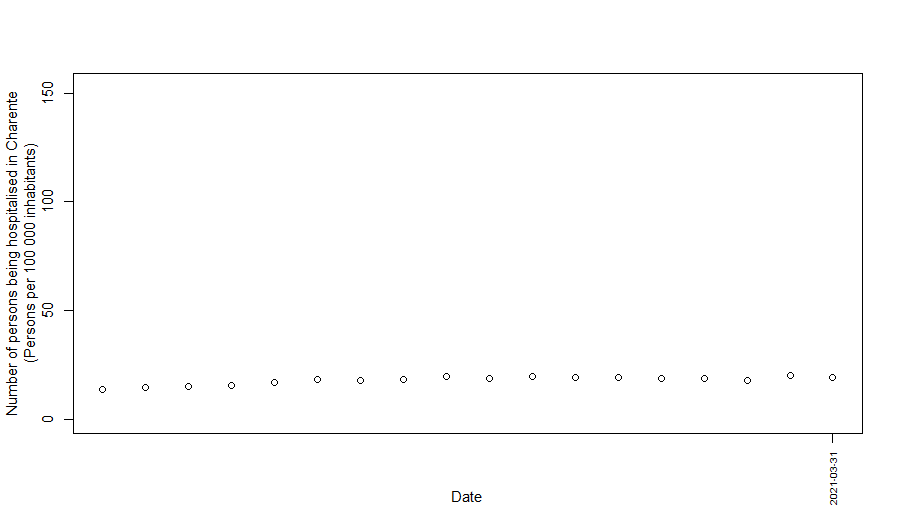 Number of persons being hospitalised in Charente
(Persons per 100 000 inhabitants)
150
100
50
0
2021-03-31
Date